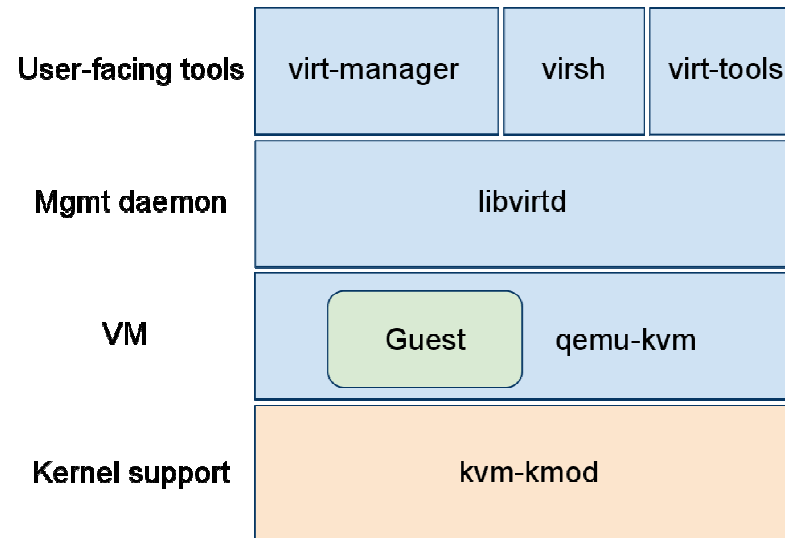 User-facing tools virt-manager virsh virt-tools
Mgmt daemon libvirtd
VM Guest qemu-kvm
Kernel support kvm-kmod